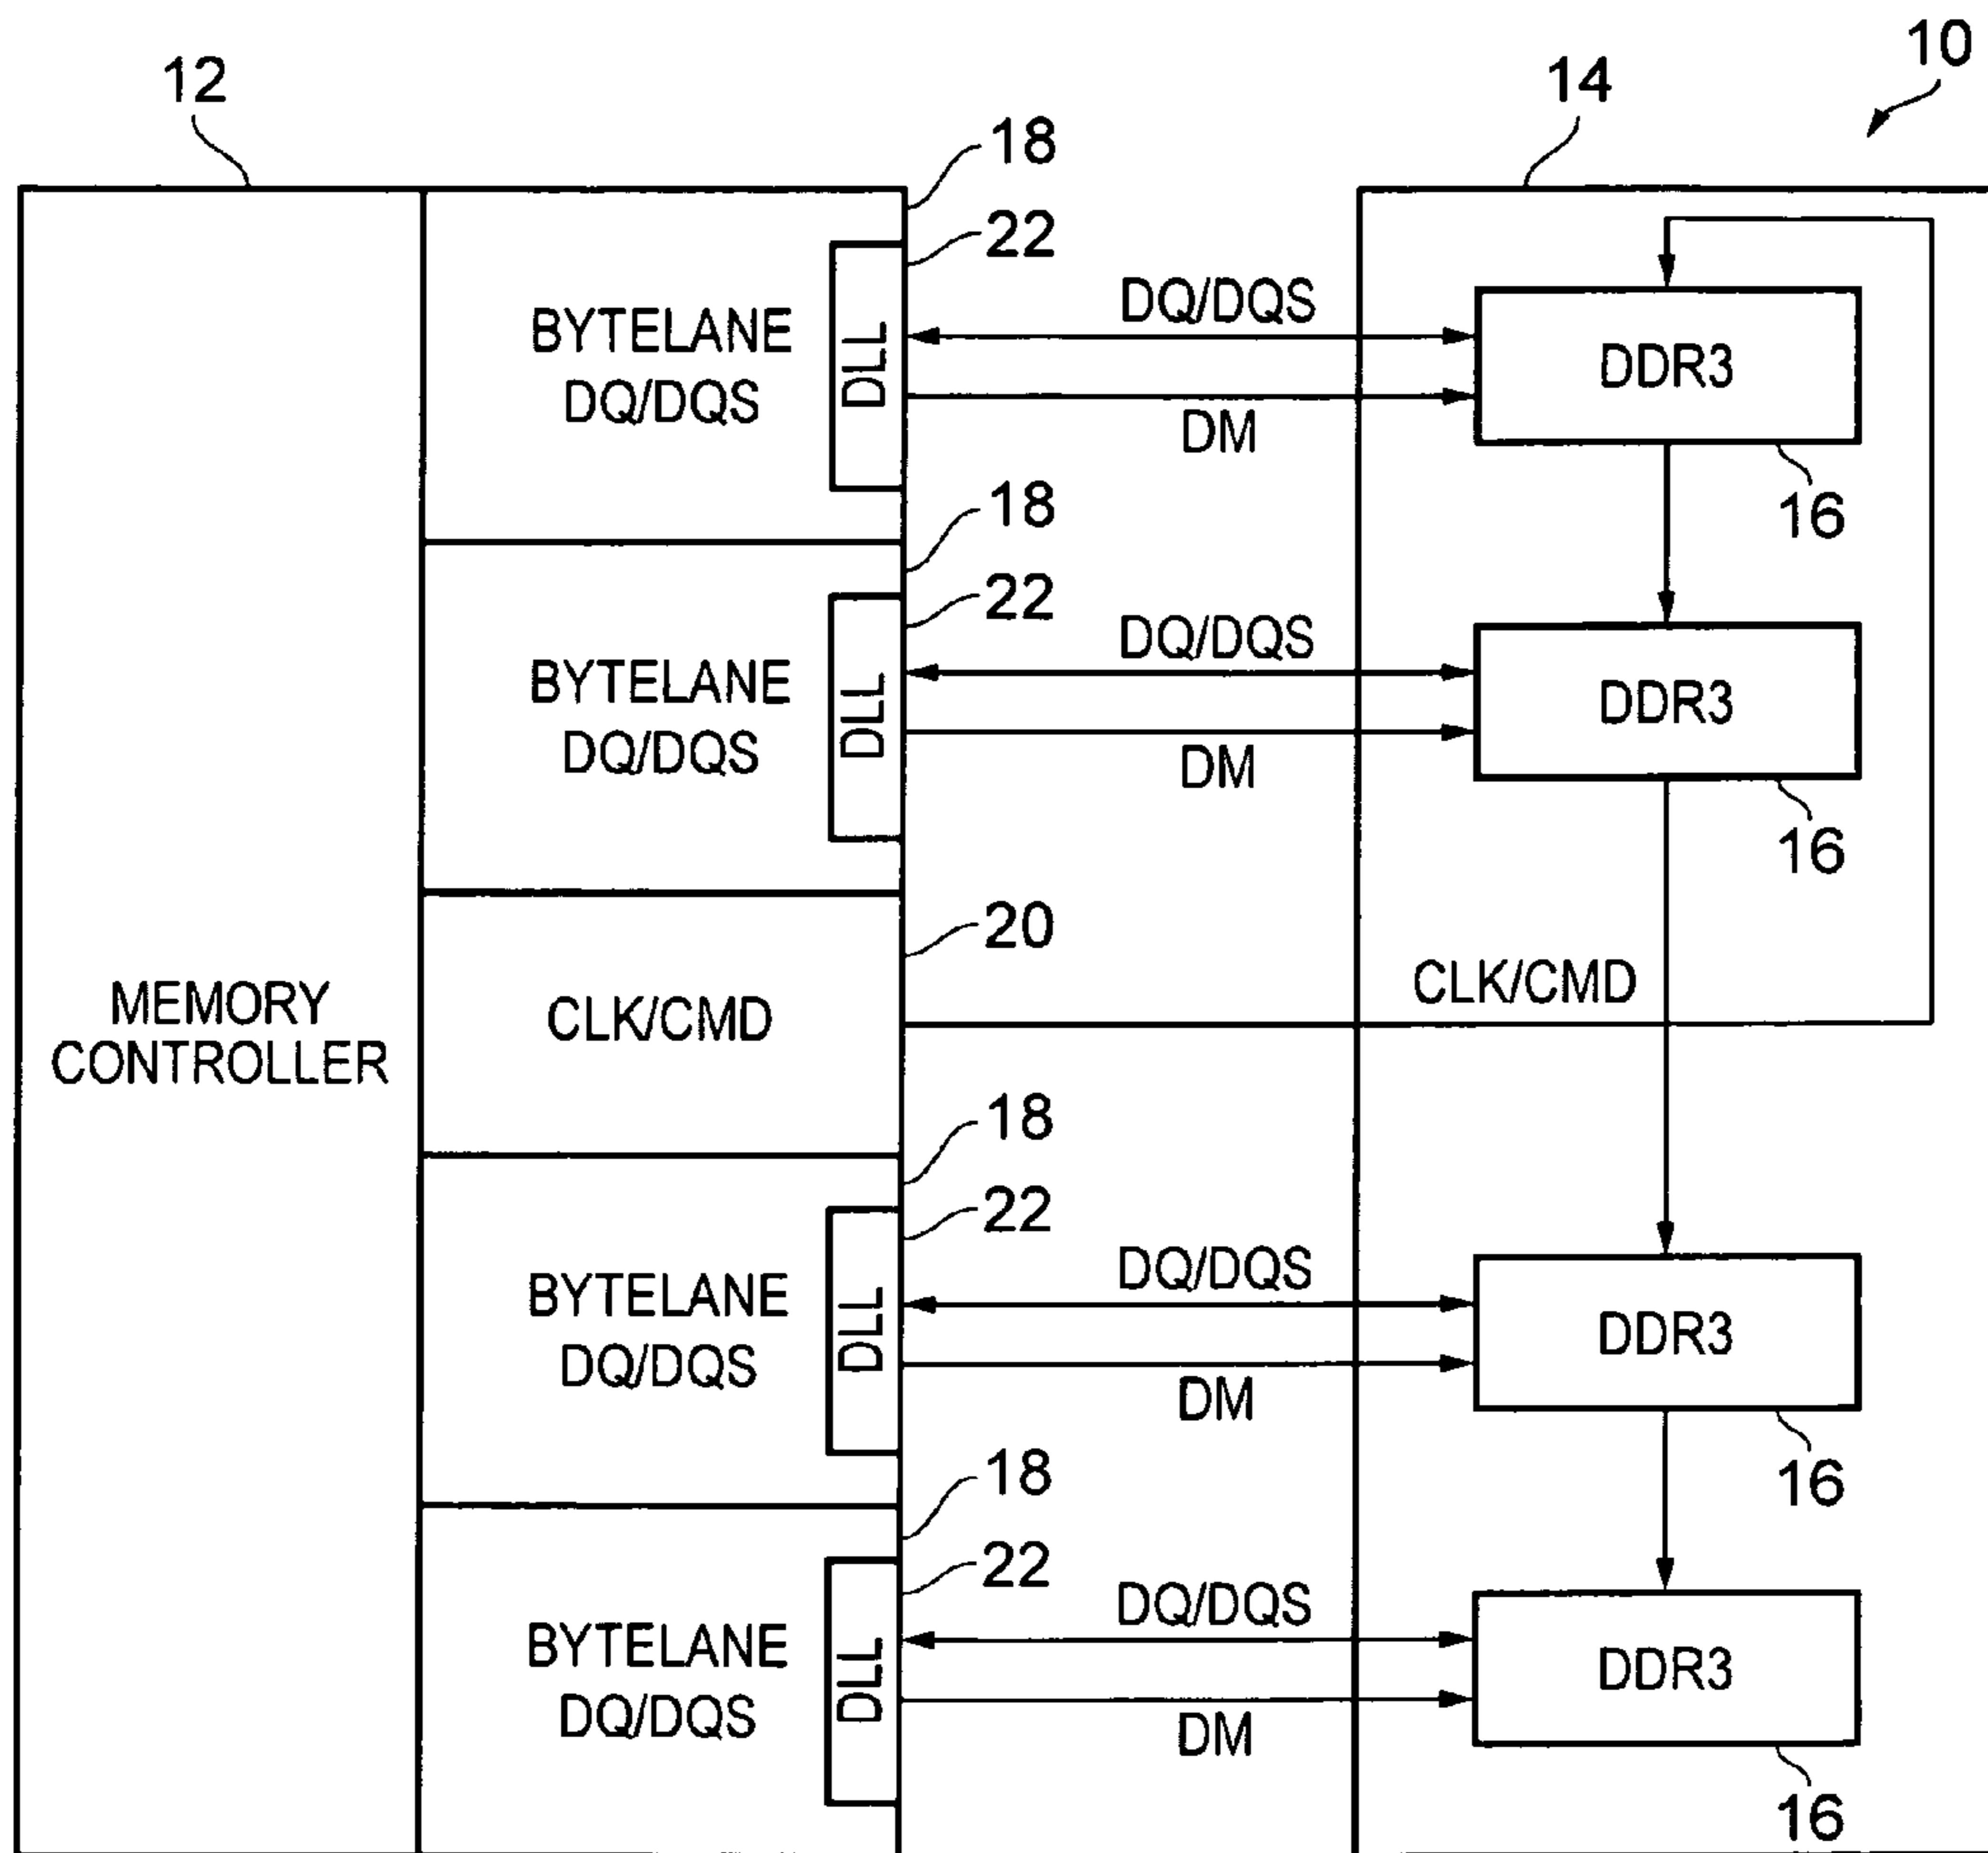 10
12
14
18
22
BYTELANE
DQ/DQS
DLL
DQ/DQS
DM
DDR3
16
18
22
BYTELANE
DQ/DQS
DLL
DQ/DQS
DM
DDR3
16
20
MEMORY
CONTROLLER
CLK/CMD
CLK/CMD
18
22
BYTELANE
DQ/DQS
DLL
DQ/DQS
DM
DDR3
16
18
22
BYTELANE
DQ/DQS
DLL
DQ/DQS
DM
DDR3
16